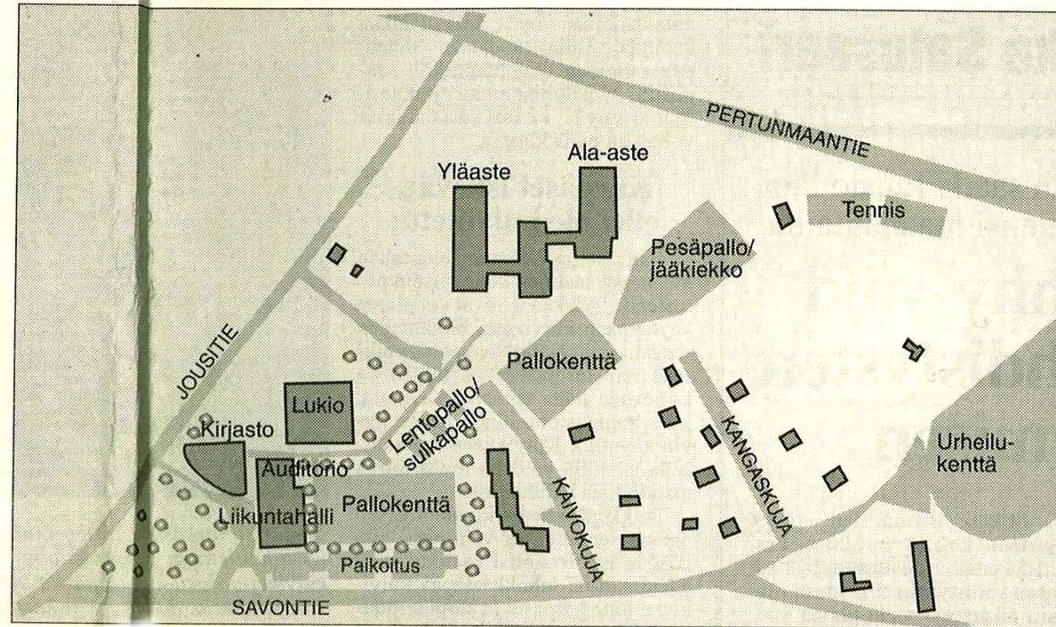 PERTUNMAANTIE
Ala-aste
Yläaste
Tennis
Pesäpallo/
jääkiekko
JOUSITIE
Pallokenttä
Lukio
Lentopallo/
sulkapallo
Kirjasto
KANGASKUJA
Urheilu-
kenttä
Auditorio
Pallokenttä
Liikuntahalli
KAIVOKUJA
Paikoitus
SAVONTIE